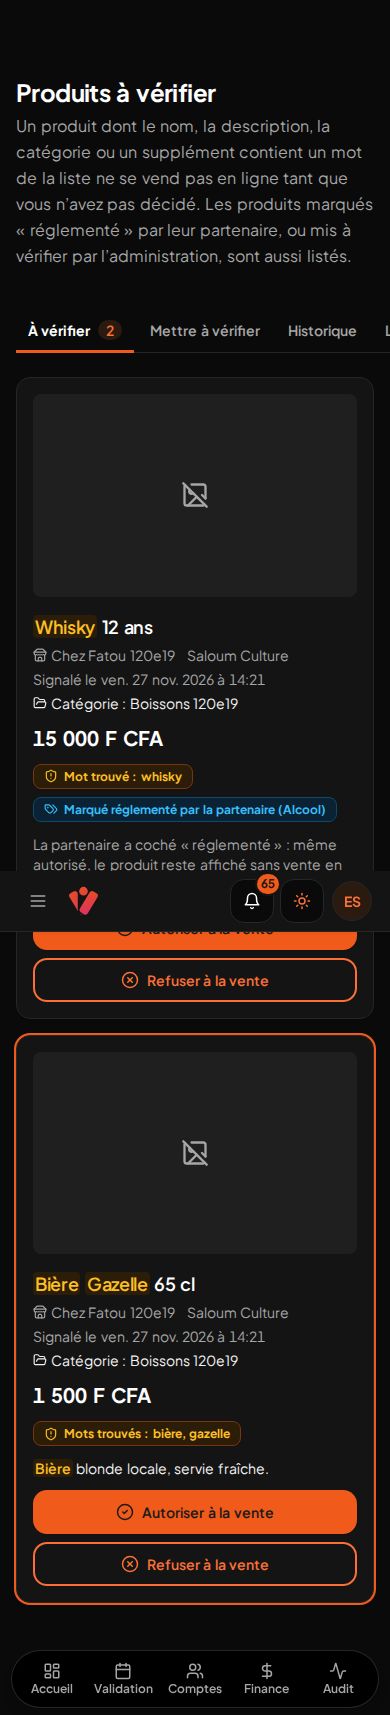 Produits à vérifier
Un produit dont le nom, la description, la
catégorie ou un supplément contient un mot
de la liste ne se vend pas en ligne tant que
vous n’avez pas décidé. Les produits marqués
« réglementé » par leur partenaire, ou mis à
vérifier par l’administration, sont aussi listés.
À vérifier 2 Mettre à vérifier Historique
Whisky 12 ans
Chez Fatou 120e19 Saloum Culture
Signalé le ven. 27 nov. 2026 à 14:21
Catégorie : Boissons 120e19
15 000 F CFA
Mot trouvé : whisky
Marqué réglementé par la partenaire (Alcool)
La partenaire a coché « réglementé » : même
autorisé, le produit reste affiché sans vente en
65
ES
Autoriser à la vente
Refuser à la vente
Bière Gazelle 65 cl
Chez Fatou 120e19 Saloum Culture
Signalé le ven. 27 nov. 2026 à 14:21
Catégorie : Boissons 120e19
1 500 F CFA
Mots trouvés : bière, gazelle
Bière blonde locale, servie fraîche.
Autoriser à la vente
Refuser à la vente
Accueil Validation Comptes Finance Audit